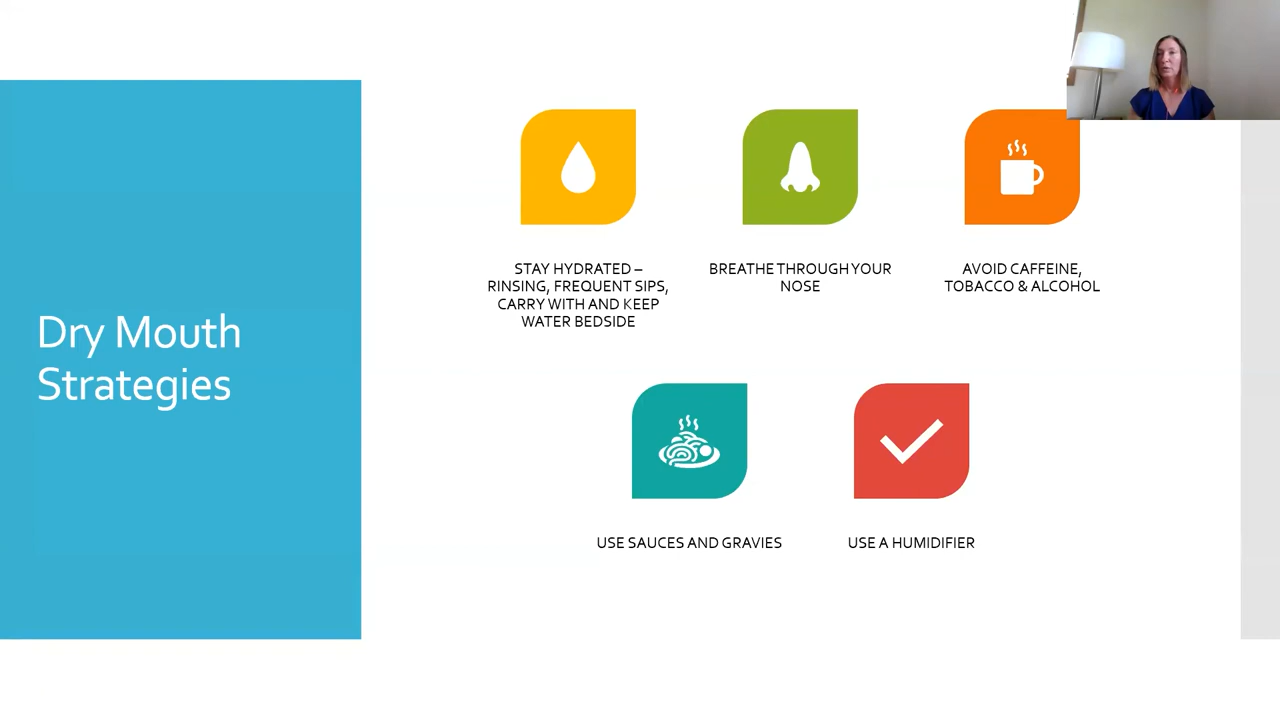 Dry Mouth
Strategies
STAY HYDRATED –
RINSING, FREQUENT SIPS,
CARRY WITH AND KEEP
WATER BEDSIDE
BREATHE THROUGH YOUR
NOSE
AVOID CAFFEINE,
TOBACCO & ALCOHOL
USE SAUCES AND GRAVIES
USE A HUMIDIFIER